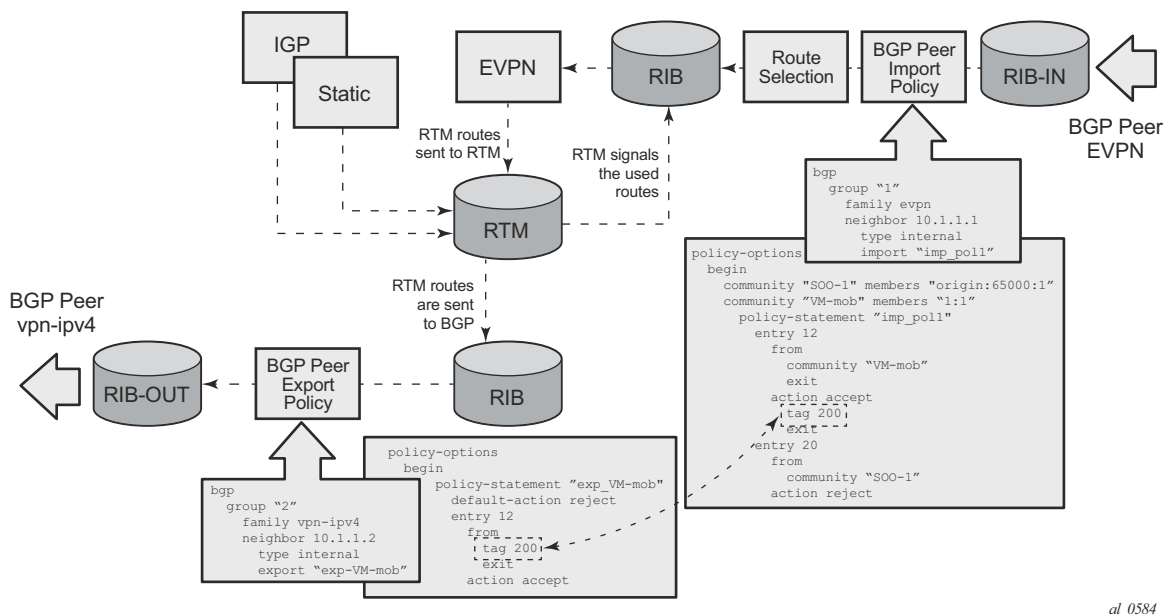 IGP
Static
EVPN
RIB
Route
Selection
BGP Peer
Import
Policy
RIB-IN
BGP Peer
EVPN
RTM routes
sent to RTM
RTM signals
the used
routes
RTM
RTM routes
are sent
to BGP
BGP Peer
vpn-ipv4
RIB-OUT
BGP Peer
Export
Policy
RIB
bgp
group “1”
family evpn
neighbor 10.1.1.1
type internal
import “imp_pol1”
policy-options
begin
community "SOO-1" members "origin:65000:1”
community ”VM-mob” members “1:1”
policy-statement ”imp_pol1"
entry 12
from
community “VM-mob”
exit
action accept
tag 200
exit
entry 20
from
community “SOO-1”
action reject
policy-options
begin
policy-statement ”exp_VM-mob"
default-action reject
entry 12
from
tag 200
exit
action accept
bgp
group “2”
family vpn-ipv4
neighbor 10.1.1.2
type internal
export “exp-VM-mob”
al_0584